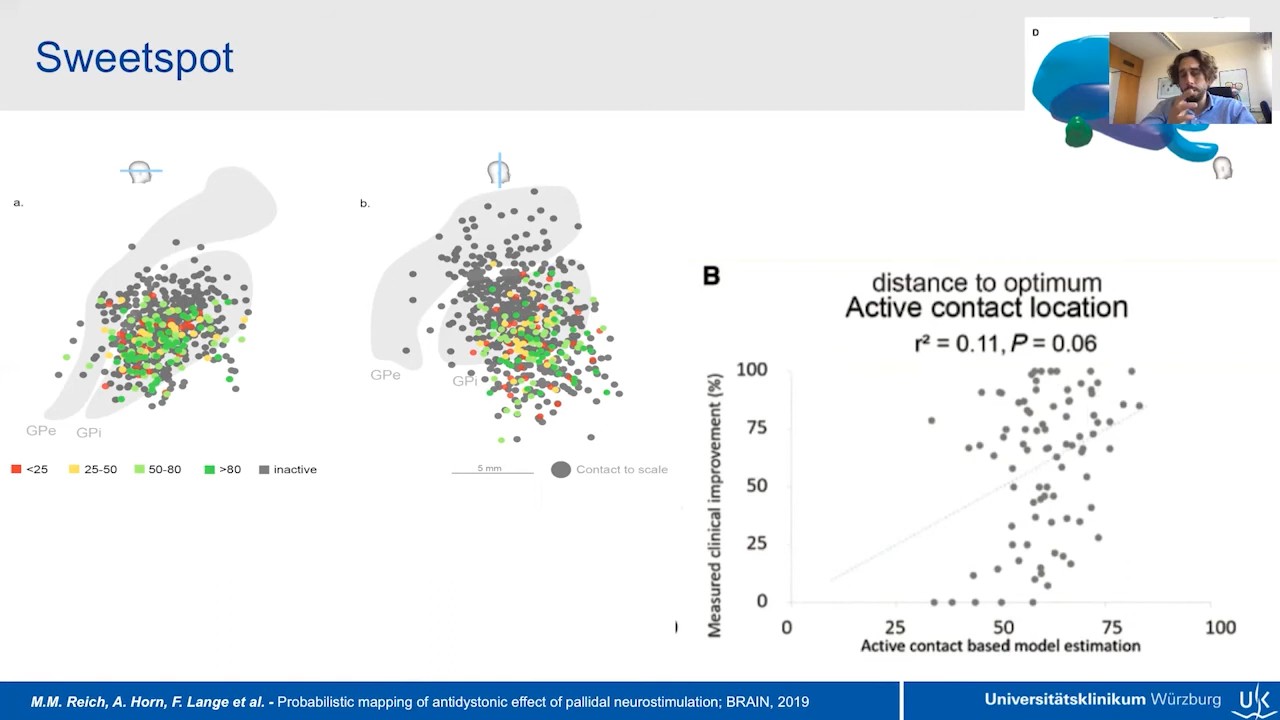 Sweetspot
D
a.
b.
GPe
GPi
GPe
GPi
<25
25-50
50-80
>80
inactive
5 mm
Contact to scale
B
distance to optimum
Active contact location
r² = 0.11, P = 0.06
Measured clinical improvement (%)
100
75
50
25
0
0
25
50
75
100
Active contact based model estimation
M.M. Reich, A. Horn, F. Lange et al. - Probabilistic mapping of antidystonic effect of pallidal neurostimulation; BRAIN, 2019
Universitätsklinikum Würzburg
UK